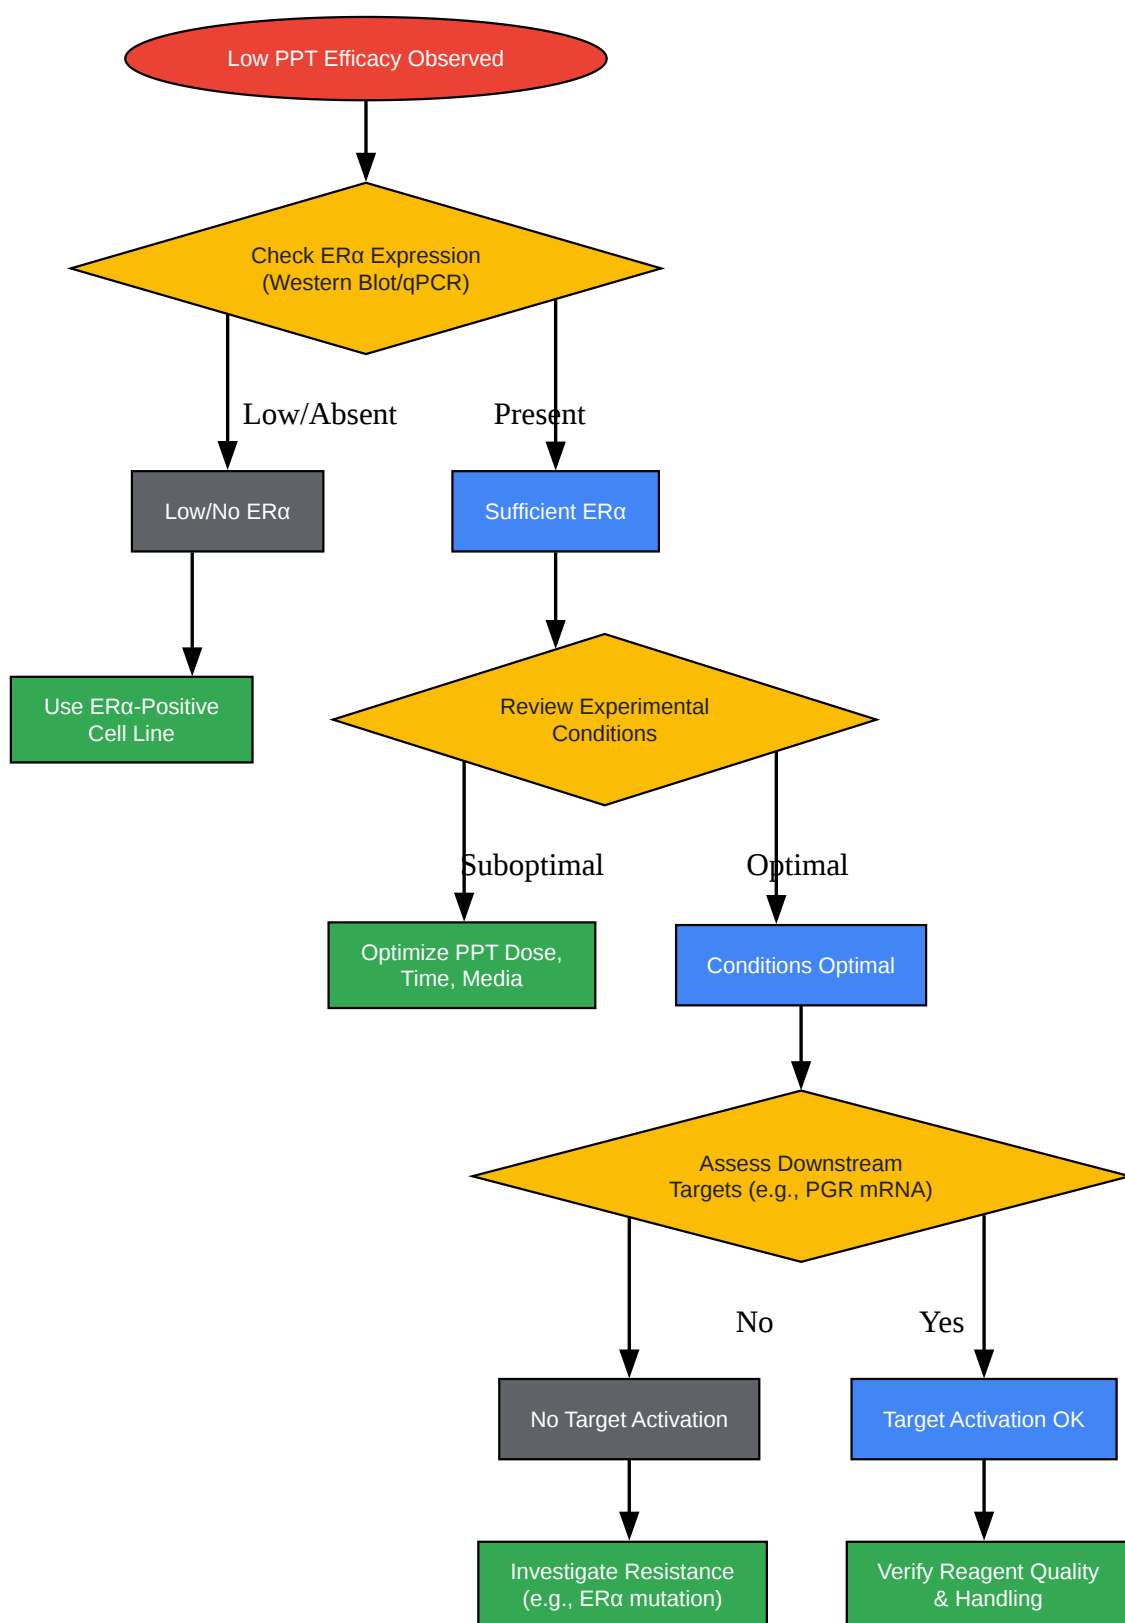 Low PPT Efficacy Observed
Check ERα Expression
(Western Blot/qPCR)
Low/Absent
Present
Low/No ERα
Sufficient ERα
Use ERα-Positive
Cell Line
Review Experimental
Conditions
Suboptimal
Optimal
Optimize PPT Dose,
Time, Media
Conditions Optimal
Assess Downstream
Targets (e.g., PGR mRNA)
No
Yes
No Target Activation
Target Activation OK
Investigate Resistance
(e.g., ERα mutation)
Verify Reagent Quality
& Handling